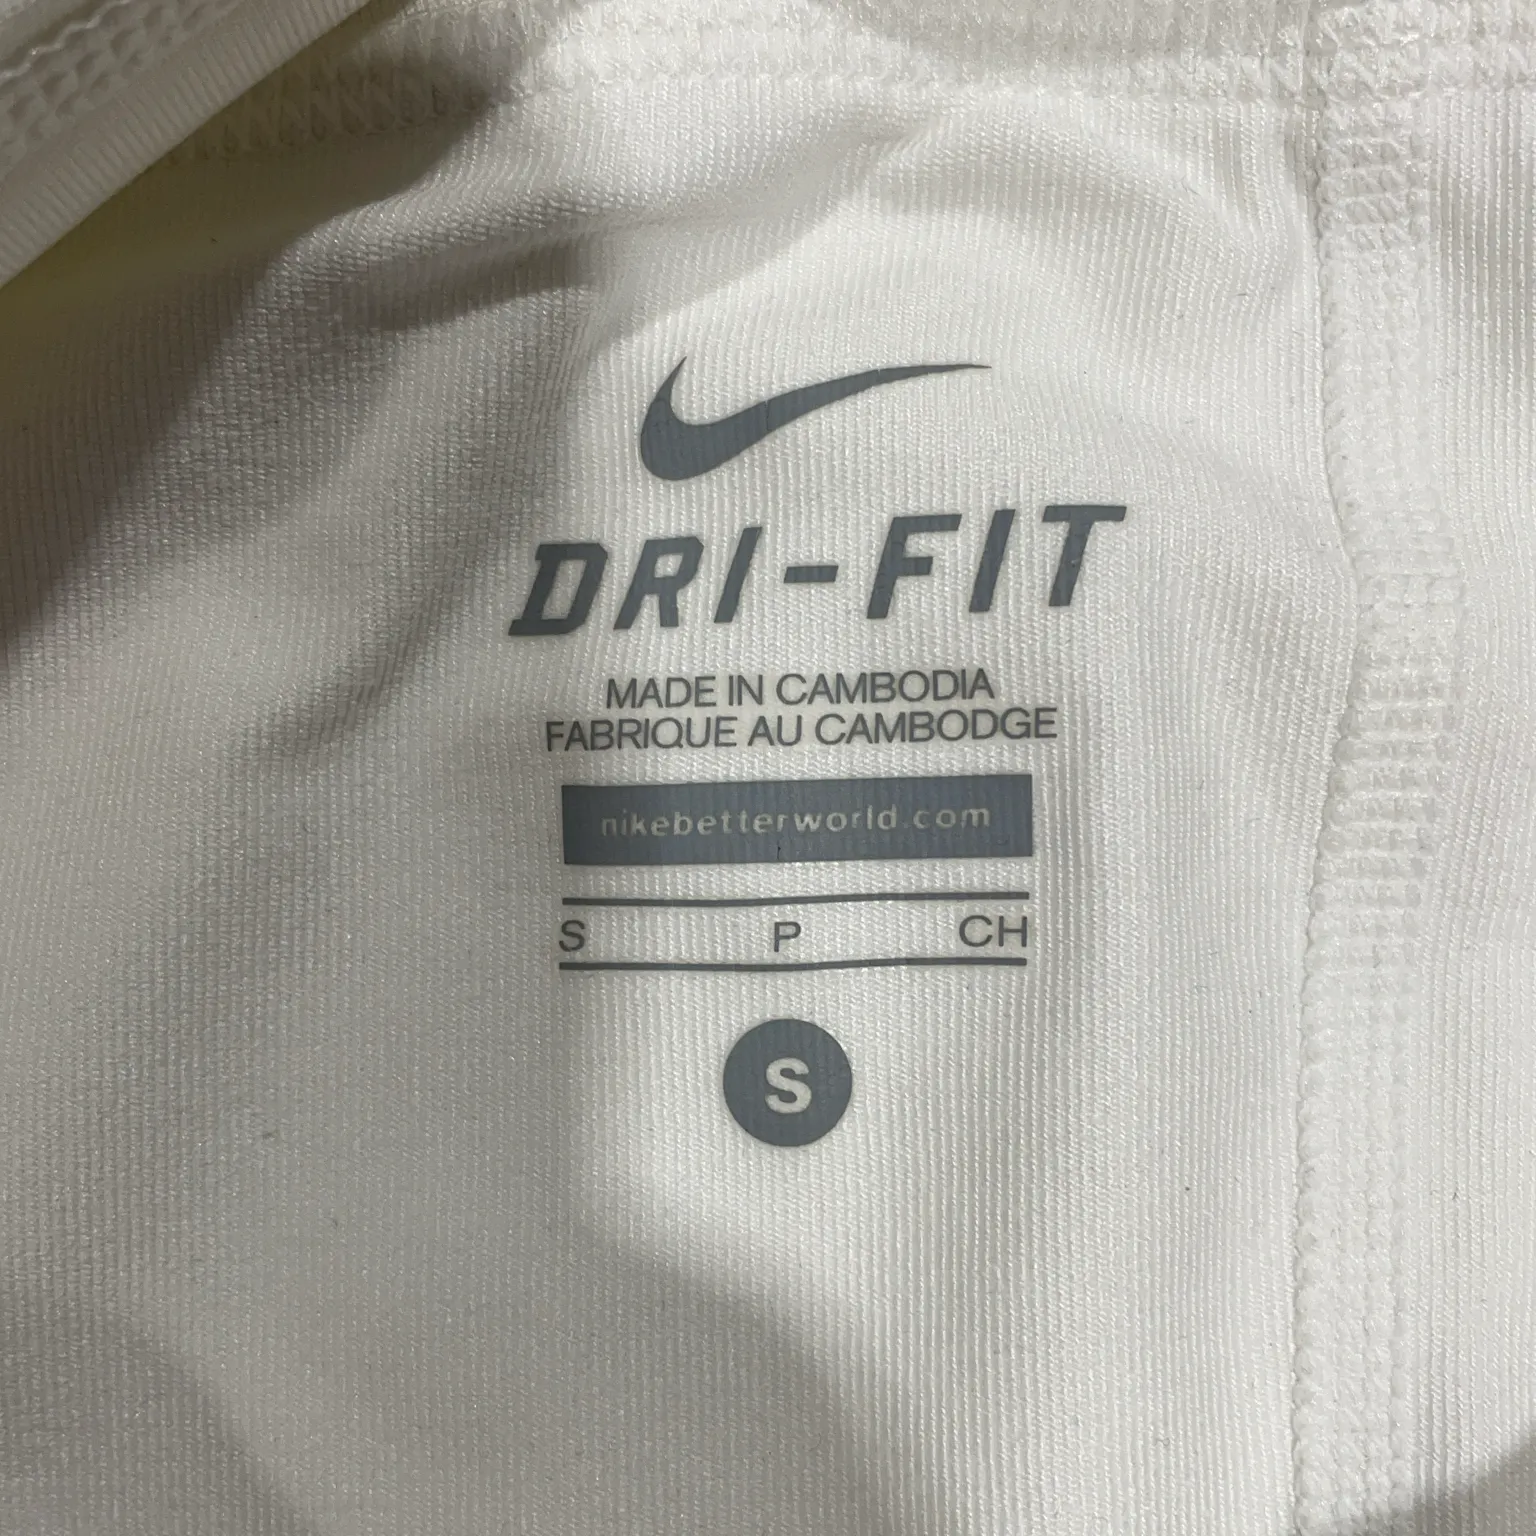 DRI-FIT
MADE IN CAMBODIA
FABRIQUE AU CAMBODGE
nikebetterworld.com
S P CH
S